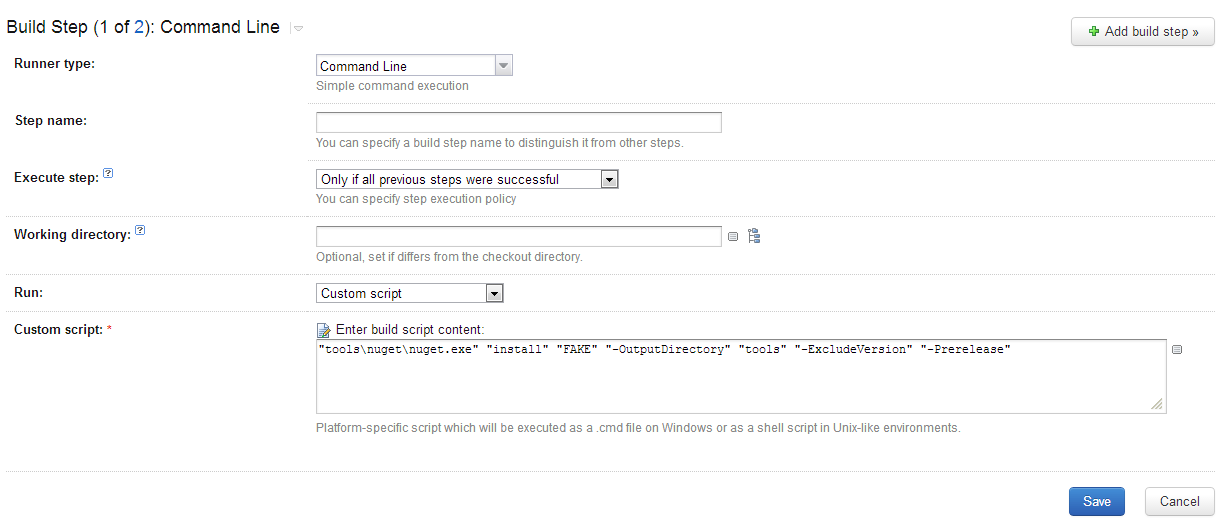 Build Step (1 of 2): Command Line
Add build step »
Runner type:
Command Line
Simple command execution
Step name:
You can specify a build step name to distinguish it from other steps.
Execute step: ?
Only if all previous steps were successful
You can specify step execution policy
Working directory: ?
Optional, set if differs from the checkout directory.
Run:
Custom script
Custom script: *
Enter build script content:
"tools\nuget\nuget.exe" "install" "FAKE" "-OutputDirectory" "tools" "-ExcludeVersion" "-Prerelease"
Platform-specific script which will be executed as a .cmd file on Windows or as a shell script in Unix-like environments.
Save
Cancel